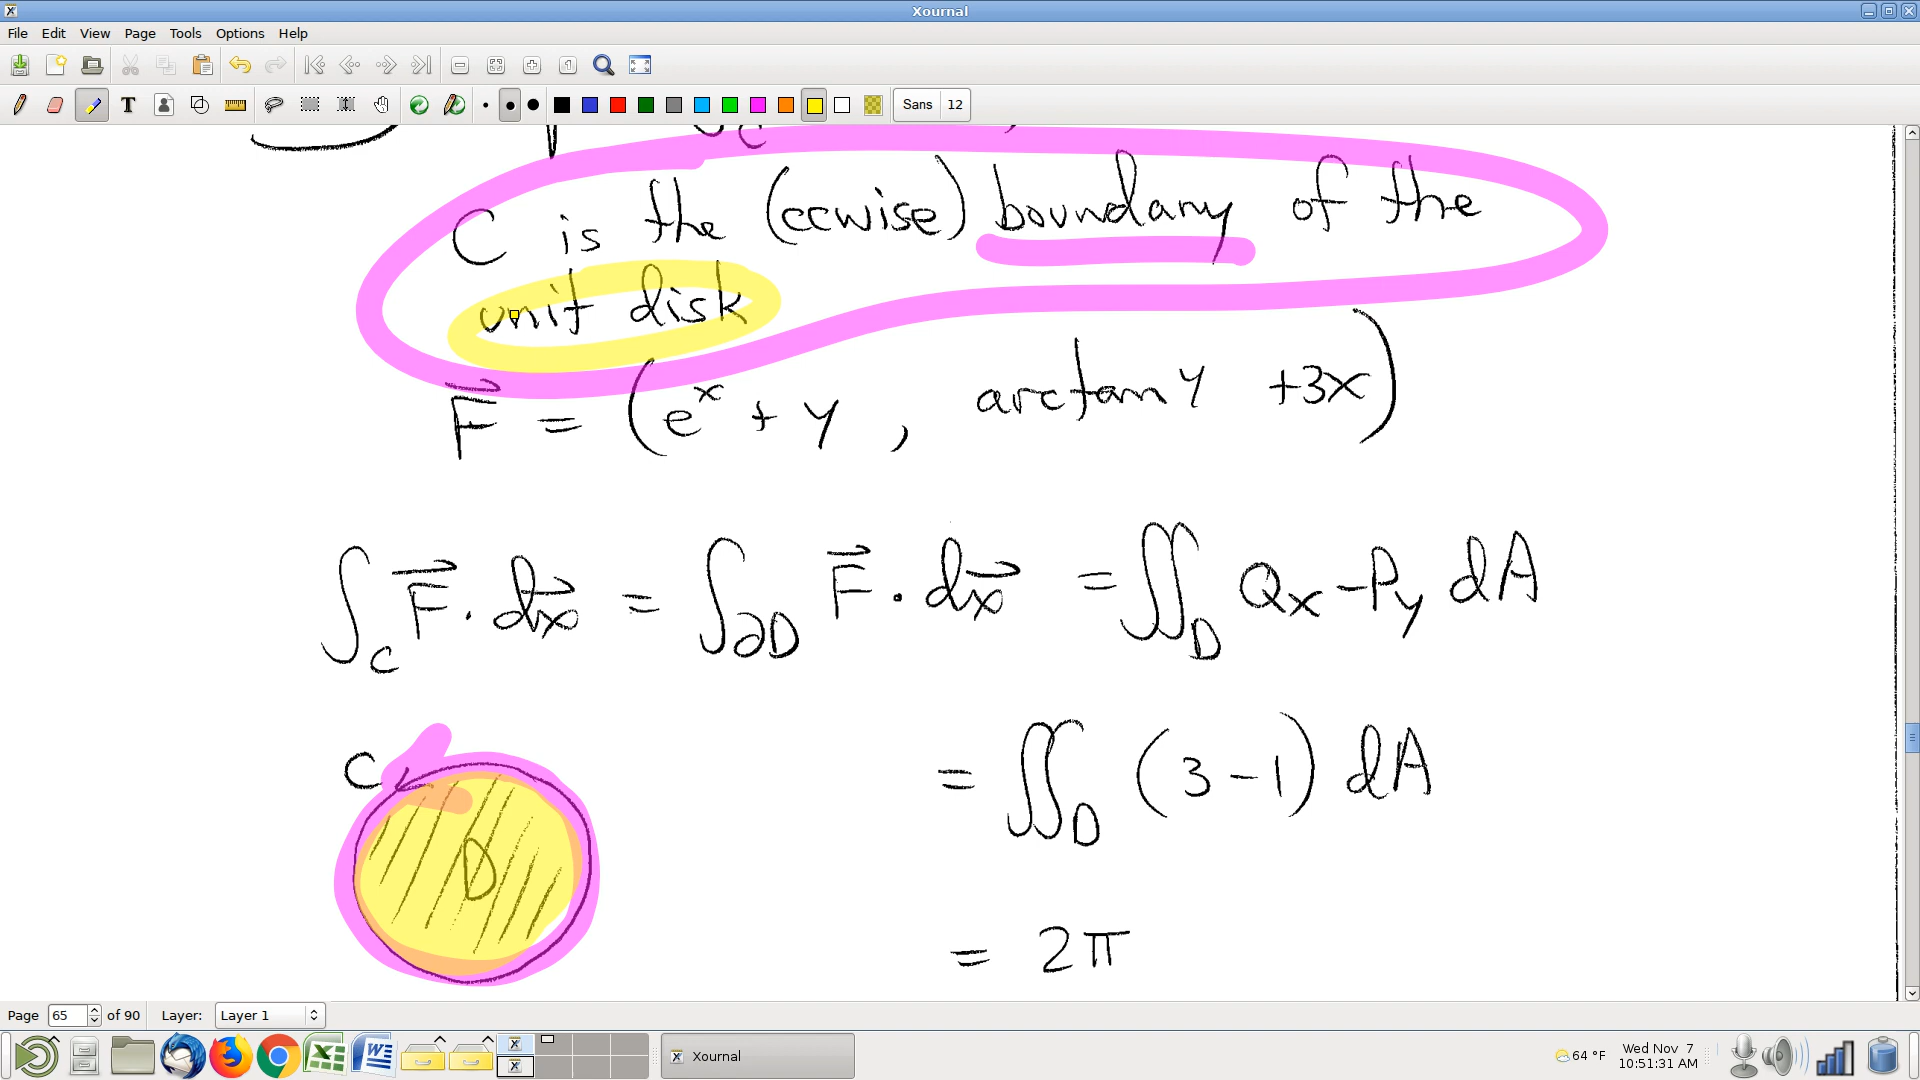 Xournal
File Edit View Page Tools Options Help
Sans 12
C is the (ccwise) boundary of the
unit disk
F⃗ = (eˣ + y , arctan y +3x)
∫_C F⃗ · dx⃗ = ∫_∂D F⃗ · dx⃗ = ∬_D Qx - Py dA
C
= ∬_D (3-1) dA
D
= 2π
Page 65 of 90 Layer: Layer 1
Xournal
64 °F
Wed Nov 7
10:51:31 AM